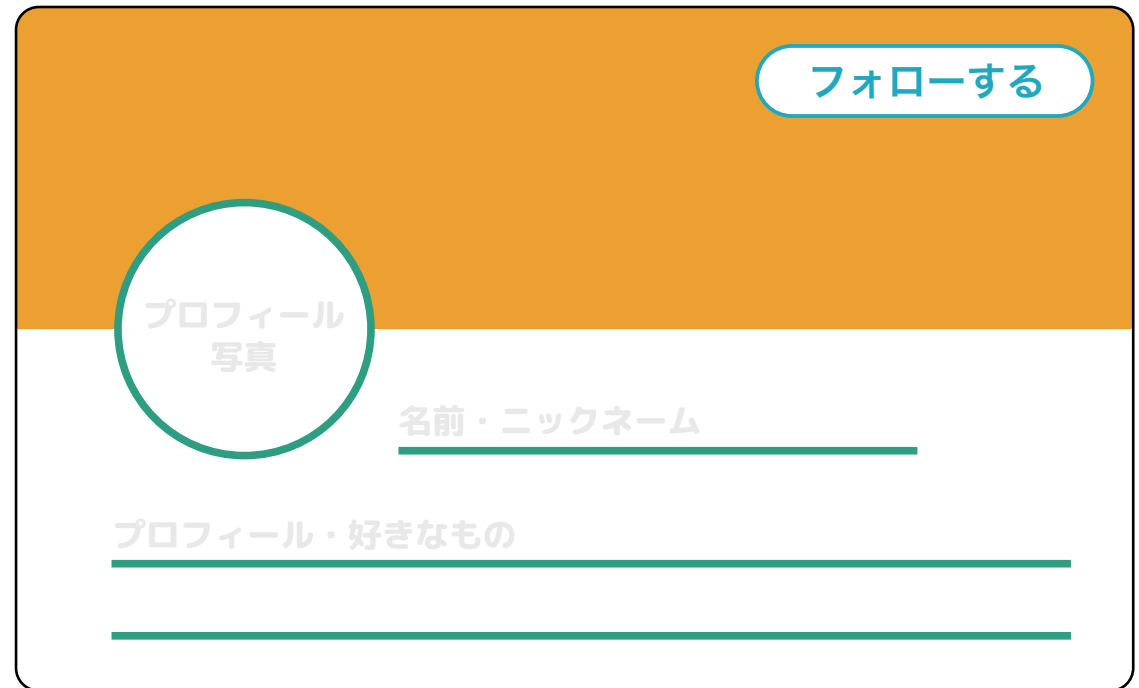 フォローする
プロフィール
写真
名前・ニックネーム
プロフィール・好きなもの